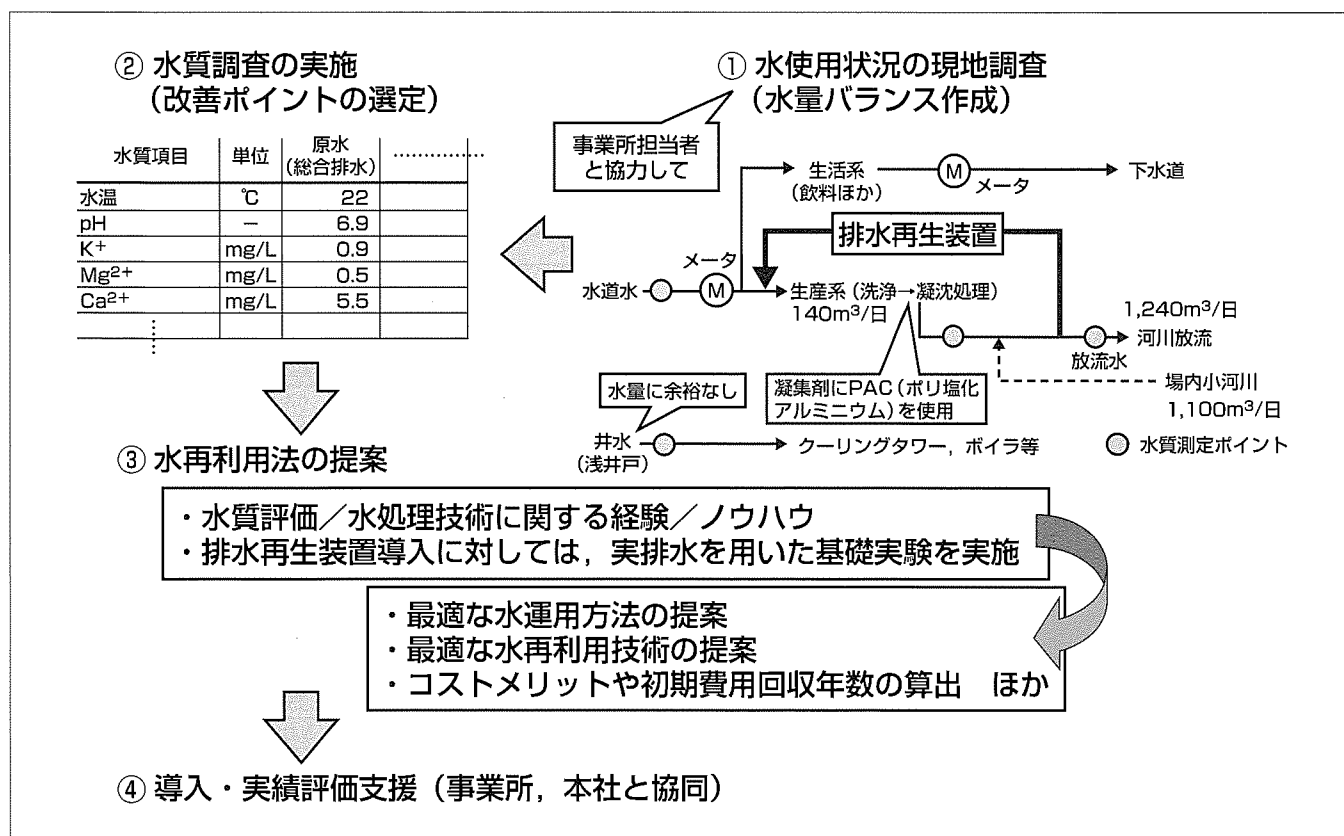 ② 水質調査の実施
(改善ポイントの選定)
水質項目 単位 原水 ……………
(総合排水)
水温 ℃ 22
pH − 6.9
K⁺ mg/L 0.9
Mg²⁺ mg/L 0.5
Ca²⁺ mg/L 5.5
① 水使用状況の現地調査
(水量バランス作成)
事業所担当者
と協力して
生活系
(飲料ほか)
M
メータ
下水道
排水再生装置
メータ
水道水
M
生産系(洗浄→凝沈処理)
140m³/日
1,240m³/日
河川放流
放流水
場内小河川
1,100m³/日
水量に余裕なし
凝集剤にPAC(ポリ塩化
アルミニウム)を使用
井水
(浅井戸)
クーリングタワー,ボイラ等
水質測定ポイント
③ 水再利用法の提案
・水質評価/水処理技術に関する経験/ノウハウ
・排水再生装置導入に対しては,実排水を用いた基礎実験を実施
・最適な水運用方法の提案
・最適な水再利用技術の提案
・コストメリットや初期費用回収年数の算出 ほか
④ 導入・実績評価支援(事業所,本社と協同)